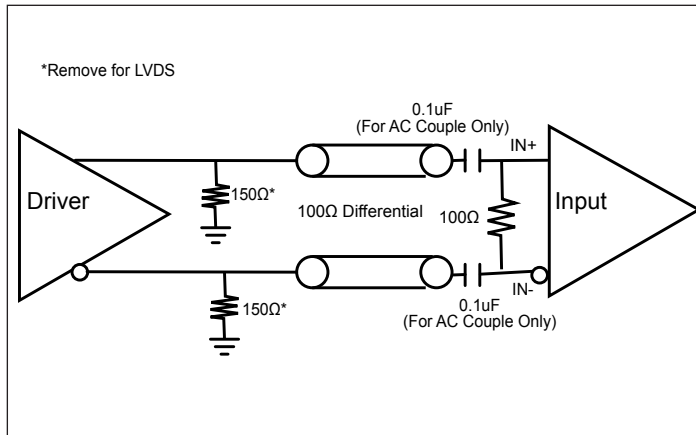 *Remove for LVDS
0.1uF
(For AC Couple Only)
IN+
Driver
150Ω*
100Ω Differential
100Ω
Input
150Ω*
0.1uF
IN-
(For AC Couple Only)